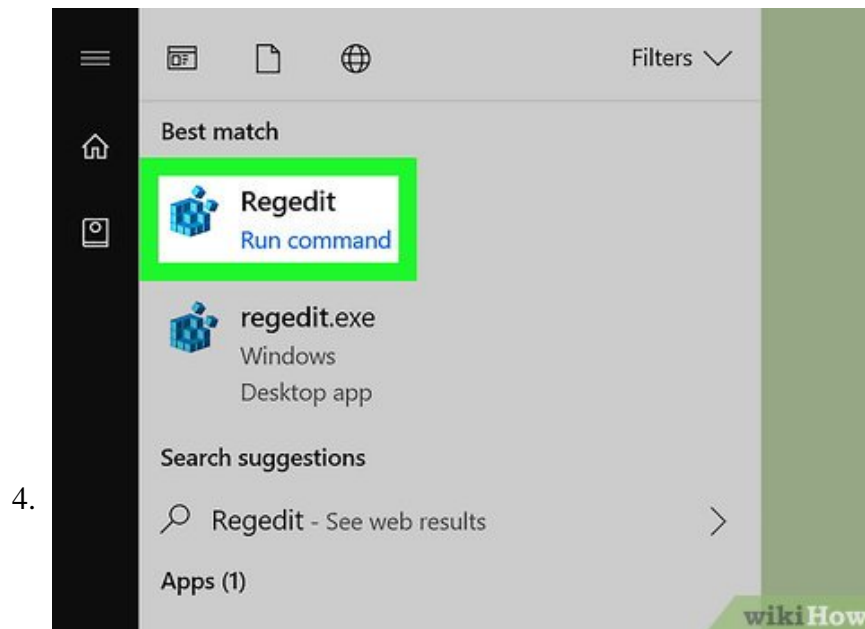 Filters
Best match
Regedit
Run command
regedit.exe
Windows
Desktop app
Search suggestions
4.
Regedit - See web results
Apps (1)
wikiHow